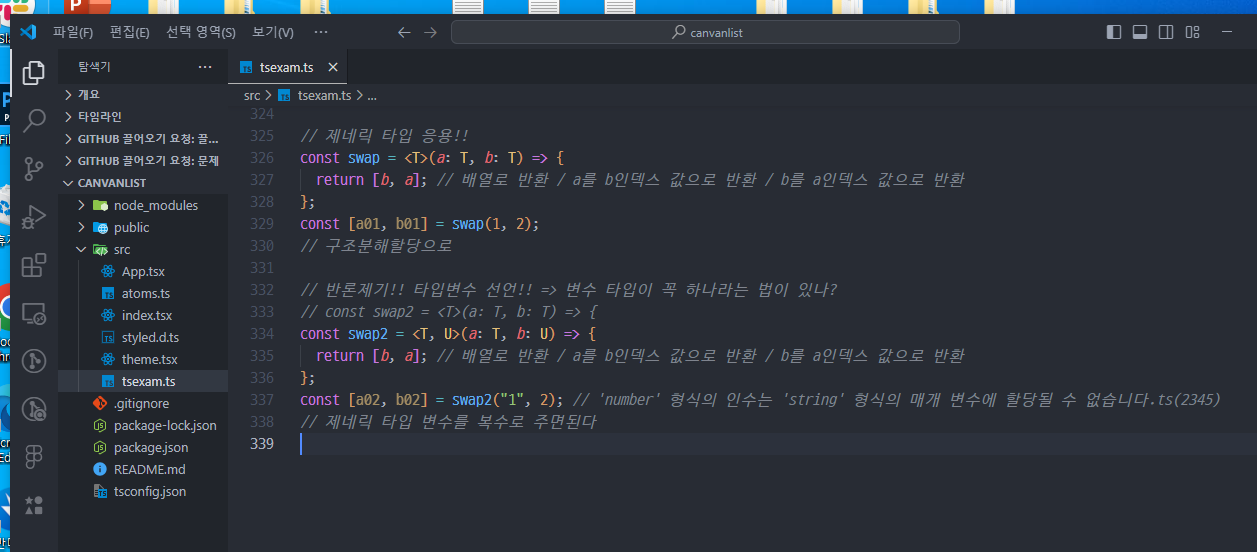 파일(F) 편집(E) 선택 영역(S) 보기(V) ··· canvanlist
탐색기 ···
tsexam.ts
src > tsexam.ts > ...
개요
타임라인
GITHUB 끌어오기 요청: 끌...
GITHUB 끌어오기 요청: 문제
CANVANLIST
node_modules
public
src
App.tsx
atoms.ts
index.tsx
styled.d.ts
theme.tsx
tsexam.ts
.gitignore
package-lock.json
package.json
README.md
tsconfig.json
324
325 // 제네릭 타입 응용!!
326 const swap = <T>(a: T, b: T) => {
327 return [b, a]; // 배열로 반환 / a를 b인덱스 값으로 반환 / b를 a인덱스 값으로 반환
328 };
329 const [a01, b01] = swap(1, 2);
330 // 구조분해할당으로
331
332 // 반론제기!! 타입변수 선언!! => 변수 타입이 꼭 하나라는 법이 있나?
333 // const swap2 = <T>(a: T, b: T) => {
334 const swap2 = <T, U>(a: T, b: U) => {
335 return [b, a]; // 배열로 반환 / a를 b인덱스 값으로 반환 / b를 a인덱스 값으로 반환
336 };
337 const [a02, b02] = swap2("1", 2); // 'number' 형식의 인수는 'string' 형식의 매개 변수에 할당될 수 없습니다.ts(2345)
338 // 제네릭 타입 변수를 복수로 주면된다
339